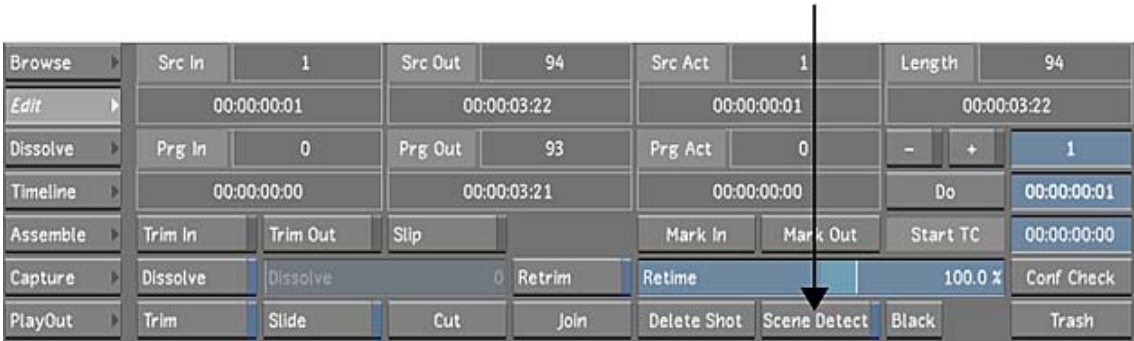 Browse Src In 1 Src Out 94 Src Act 1 Length 94
Edit 00:00:00:01 00:00:03:22 00:00:00:01 00:00:03:22
Dissolve Prg In 0 Prg Out 93 Prg Act 0 - + 1
Timeline 00:00:00:00 00:00:03:21 00:00:00:00 Do 00:00:00:01
Assemble Trim In Trim Out Slip Mark In Mark Out Start TC 00:00:00:00
Capture Dissolve Dissolve 0 Retrim Retime 100.0 % Conf Check
PlayOut Trim Slide Cut Join Delete Shot Scene Detect Black Trash